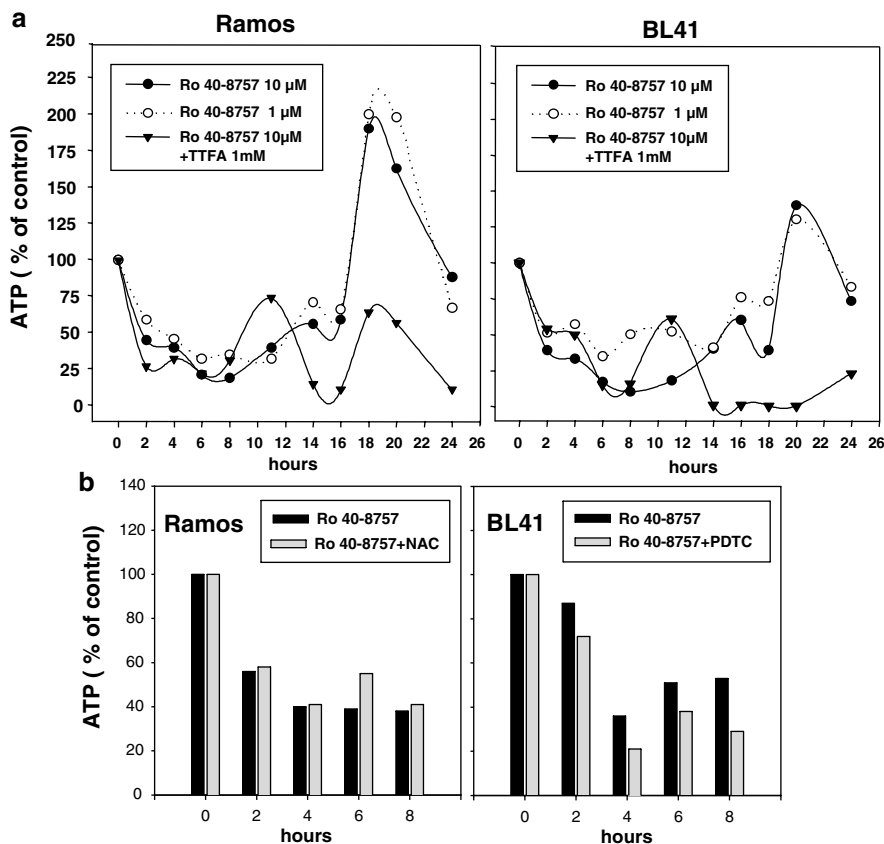 a
Ramos
BL41
ATP ( % of control)
250
225
200
175
150
125
100
75
50
25
0
Ro 40-8757 10 µM
Ro 40-8757 1 µM
Ro 40-8757 10µM
+TTFA 1mM
0 2 4 6 8 10 12 14 16 18 20 22 24 26
hours
Ro 40-8757 10 µM
Ro 40-8757 1 µM
Ro 40-8757 10µM
+TTFA 1mM
0 2 4 6 8 10 12 14 16 18 20 22 24 26
hours
b
ATP ( % of control)
140
120
100
80
60
40
20
0
Ramos
Ro 40-8757
Ro 40-8757+NAC
0 2 4 6 8
hours
BL41
Ro 40-8757
Ro 40-8757+PDTC
0 2 4 6 8
hours